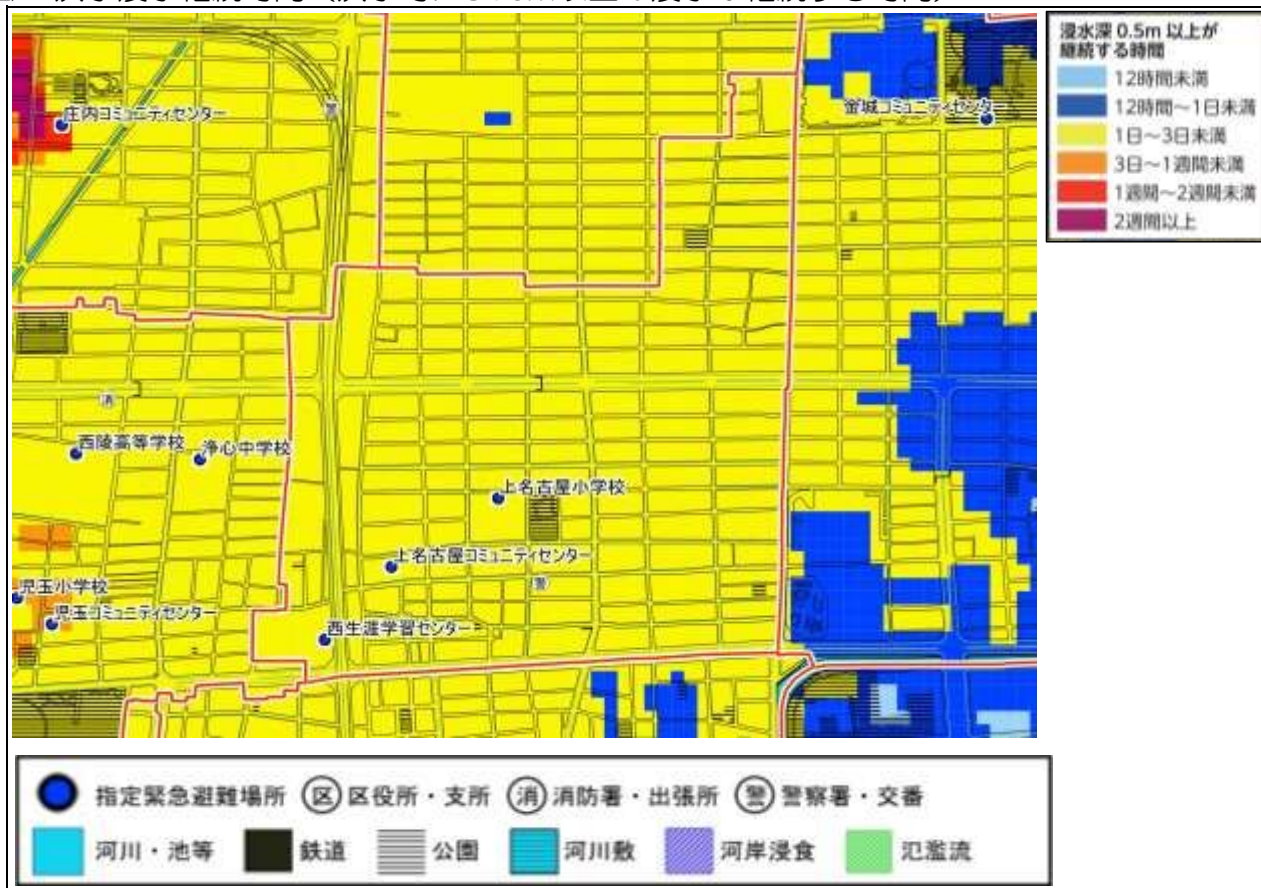 浸水深 0.5m 以上が
継続する時間
12時間未満
12時間～1日未満
1日～3日未満
3日～1週間未満
1週間～2週間未満
2週間以上
庄内コミュニティセンター
警
金城コミュニティセンター
消
西陵高等学校
浄心中学校
上名古屋小学校
上名古屋コミュニティセンター
警
児玉小学校
児玉コミュニティセンター
西生涯学習センター
指定緊急避難場所 区 区役所・支所 消 消防署・出張所 警 警察署・交番
河川・池等 鉄道 公園 河川敷 河岸浸食 氾濫流